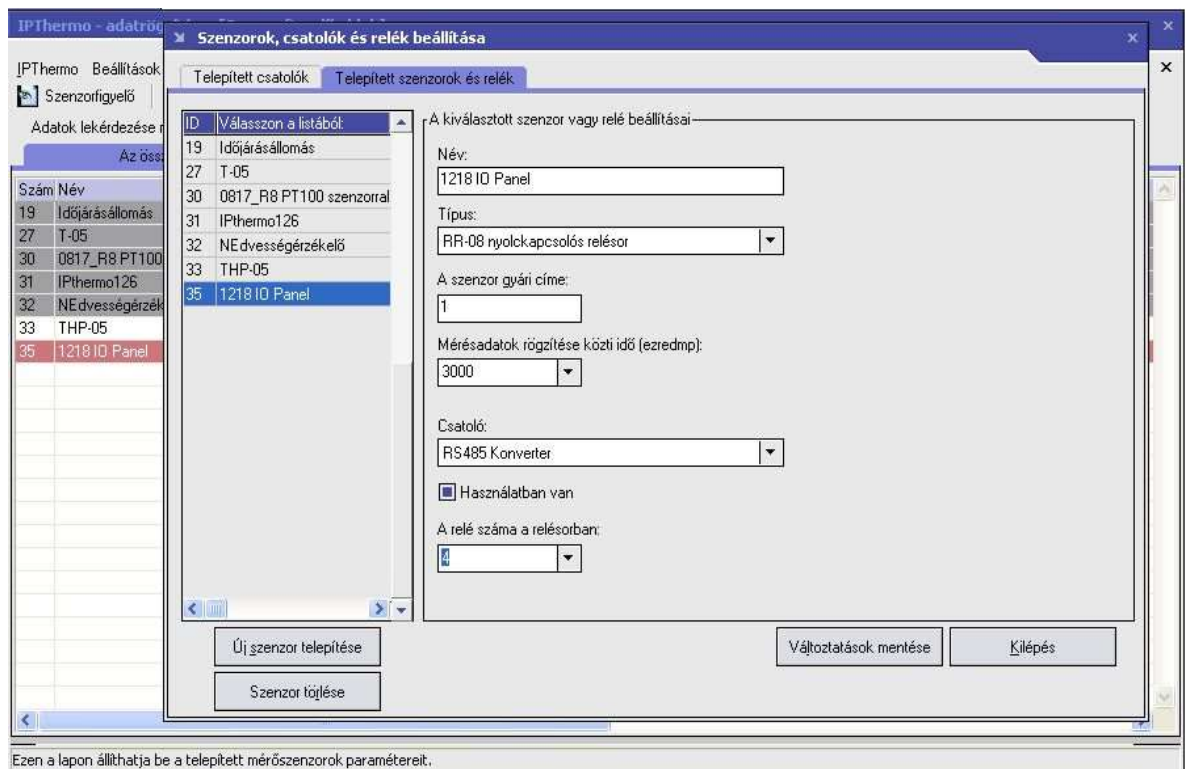 IPThermo - adatrög
Szenzorok, csatolók és relék beállítása
IPThermo Beállítások
Szenzorfigyelő
Adatok lekérdezése
Az össz
Szám Név
19 Időjárásállomás
27 T-05
30 0817_R8 PT100
31 IPthermo126
32 NEdvességérzék
33 THP-05
35 1218 IO Panel
Telepített csatolók
Telepített szenzorok és relék
ID Válasszon a listából:
19 Időjárásállomás
27 T-05
30 0817_R8 PT100 szenzorral
31 IPthermo126
32 NEdvességérzékelő
33 THP-05
35 1218 IO Panel
A kiválasztott szenzor vagy relé beállításai
Név:
1218 IO Panel
Típus:
RR-08 nyolckapcsolós relésor
A szenzor gyári címe:
1
Mérésadatok rögzítése közti idő (ezredmp):
3000
Csatoló:
RS485 Konverter
Használatban van
A relé száma a relésorban:
4
Új szenzor telepítése
Szenzor törlése
Változtatások mentése
Kilépés
Ezen a lapon állíthatja be a telepített mérőszenzorok paramétereit.